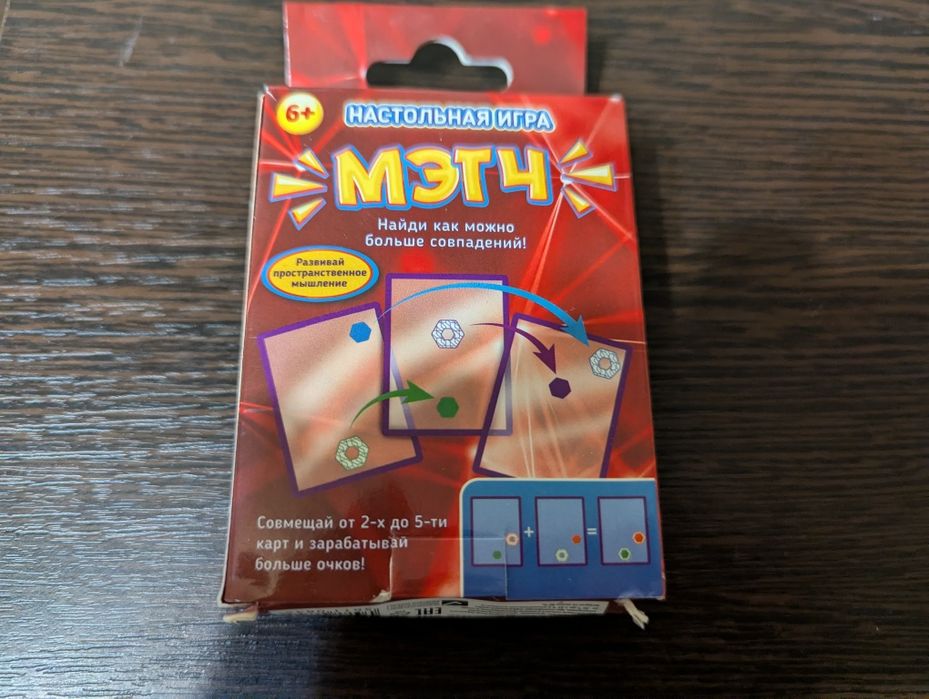 6+
НАСТОЛЬНАЯ ИГРА
МЭТЧ
Найди как можно
больше совпадений!
Развивай
пространственное
мышление
+
=
Совмещай от 2-х до 5-ти
карт и зарабатывай
больше очков!
EAC